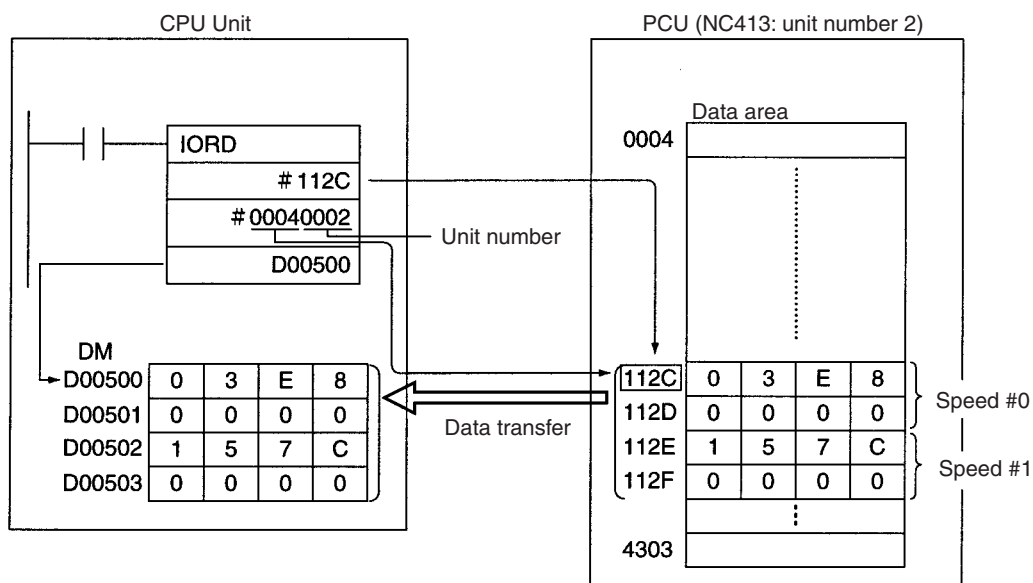 CPU Unit
PCU (NC413: unit number 2)
IORD
#112C
#00040002
D00500
Unit number
Data area
0004
DM
D00500 0 3 E 8
D00501 0 0 0 0
D00502 1 5 7 C
D00503 0 0 0 0
Data transfer
112C 0 3 E 8
112D 0 0 0 0
112E 1 5 7 C
112F 0 0 0 0
Speed #0
Speed #1
4303